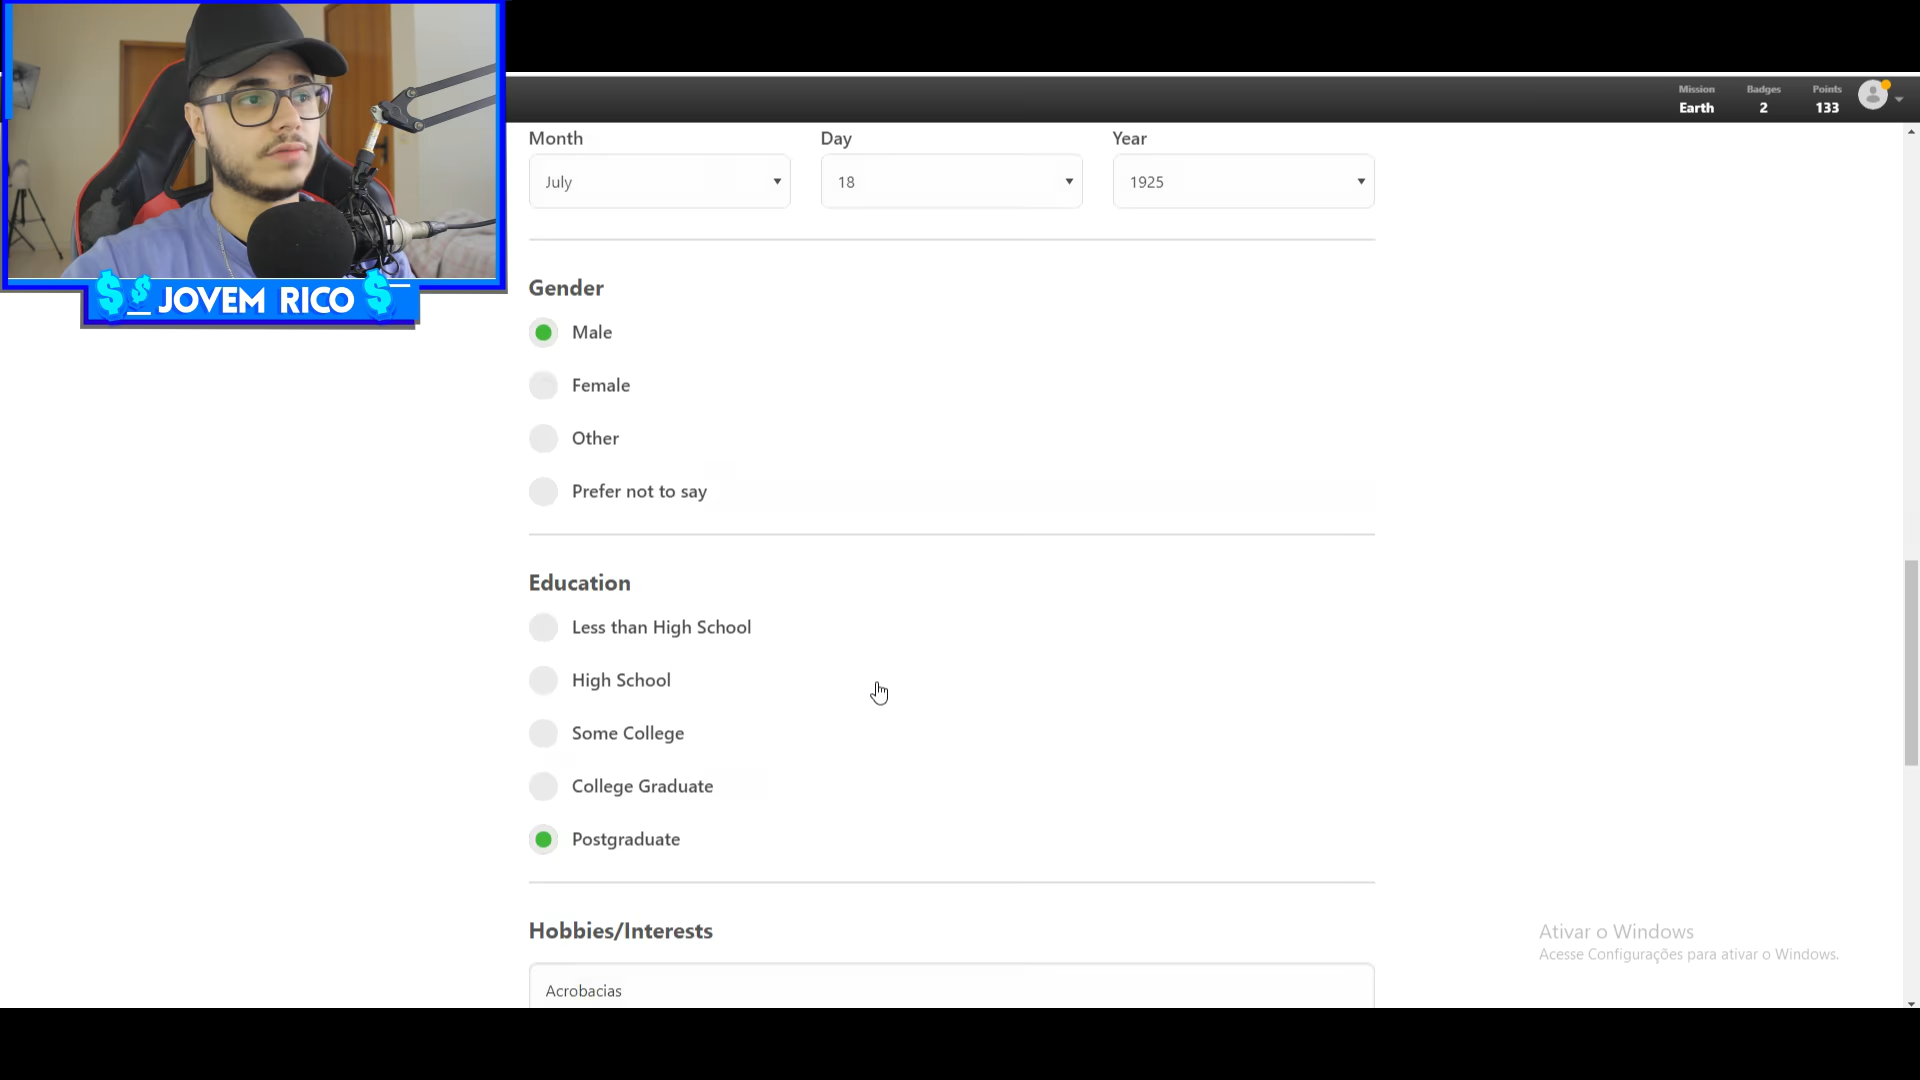 JOVEM RICO
Mission
Earth
Badges
2
Points
133
Month
July
Day
18
Year
1925
Gender
Male
Female
Other
Prefer not to say
Education
Less than High School
High School
Some College
College Graduate
Postgraduate
Hobbies/Interests
Acrobacias
Ativar o Windows
Acesse Configurações para ativar o Windows.